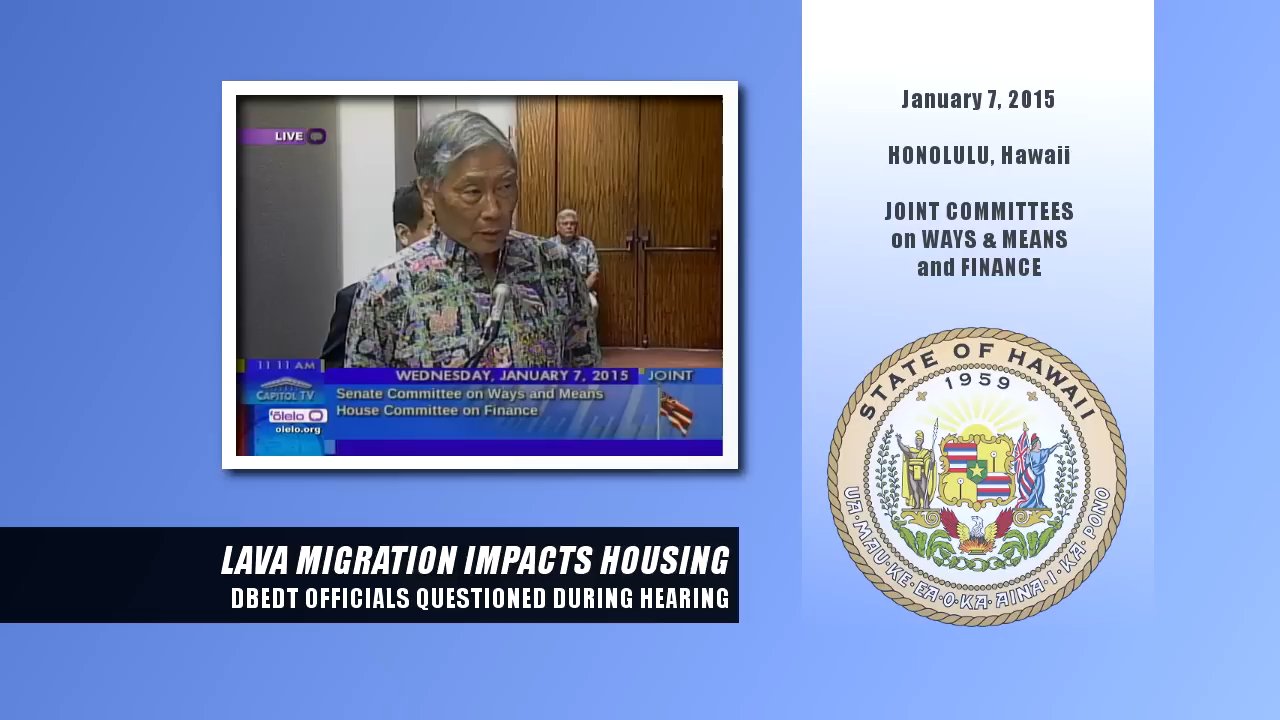 LIVE
11 11 AM
WEDNESDAY, JANUARY 7, 2015
JOINT
CAPITOL TV
Senate Committee on Ways and Means
House Committee on Finance
'ōlelo
olelo.org
LAVA MIGRATION IMPACTS HOUSING
DBEDT OFFICIALS QUESTIONED DURING HEARING
January 7, 2015
HONOLULU, Hawaii
JOINT COMMITTEES
on WAYS & MEANS
and FINANCE
STATE OF HAWAII
1959
UA·MAU·KE·EA·O·KA·AINA·I·KA·PONO